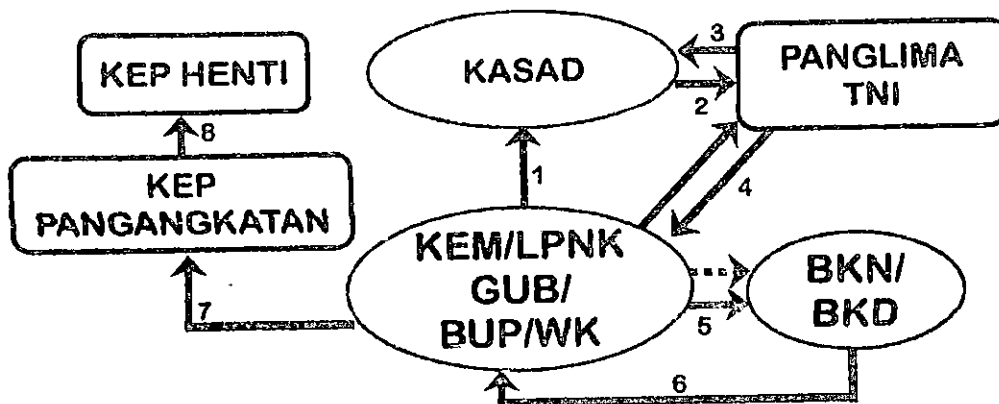 KEP HENTI
KASAD
3
PANGLIMA
TNI
2
8
KEP
PANGANGKATAN
1
4
KEM/LPNK
GUB/
BUP/WK
BKN/
BKD
5
7
6